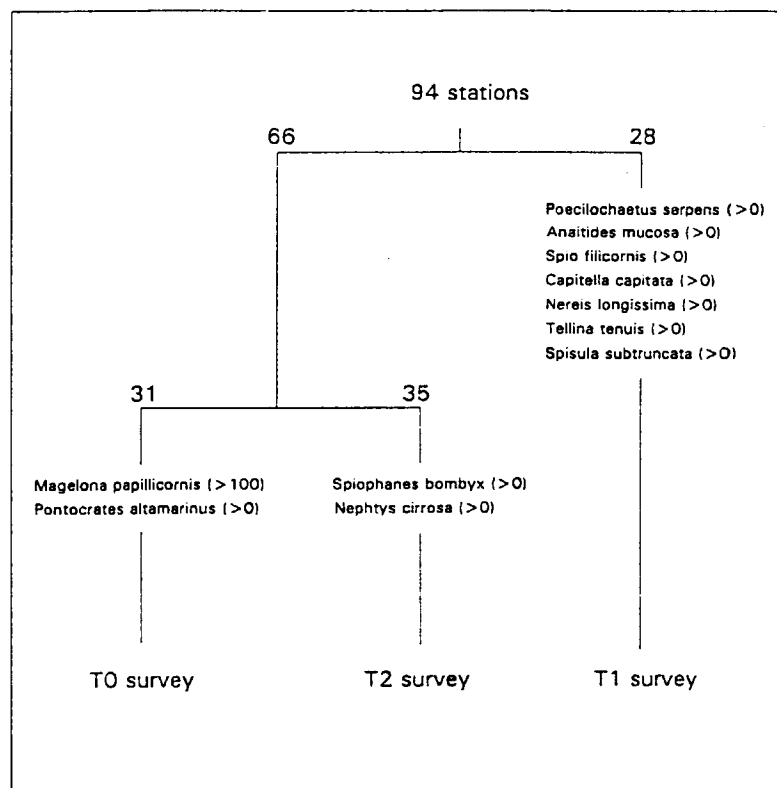 94 stations
66 28
Poecilochaetus serpens (>0)
Anaitides mucosa (>0)
Spio filicornis (>0)
Capitella capitata (>0)
Nereis longissima (>0)
Tellina tenuis (>0)
Spisula subtruncata (>0)
31 35
Magelona papillicornis (>100) Spiophanes bombyx (>0)
Pontocrates altamarinus (>0) Nephtys cirrosa (>0)
T0 survey T2 survey T1 survey